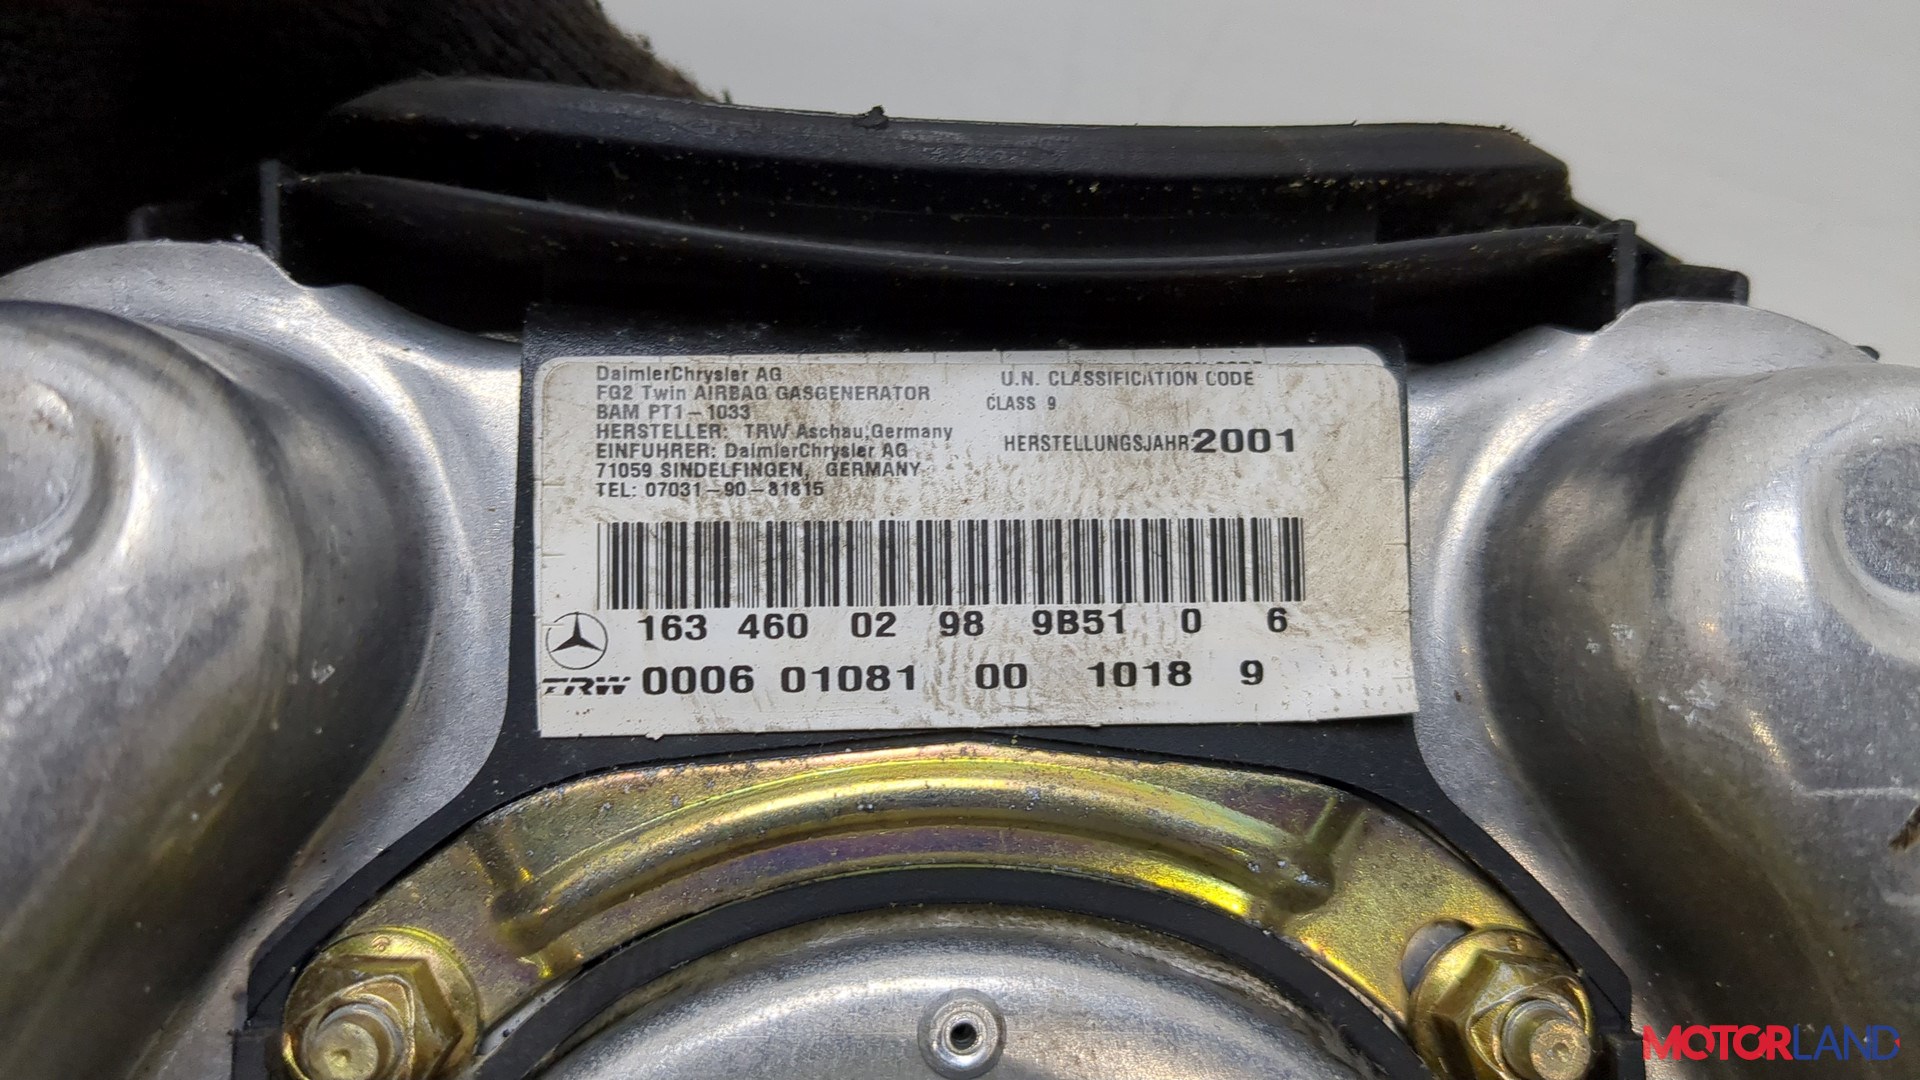 DaimlerChrysler AG
FG2 Twin AIRBAG GASGENERATOR
BAM PT1-1033
HERSTELLER: TRW Aschau,Germany
EINFUHRER: DaimlerChrysler AG
71059 SINDELFINGEN, GERMANY
TEL: 07031-90-81815
U.N. CLASSIFICATION CODE
CLASS 9
HERSTELLUNGSJAHR:2001
163 460 02 98 9B51 0 6
TRW 0006 01081 00 1018 9
MOTORLAND